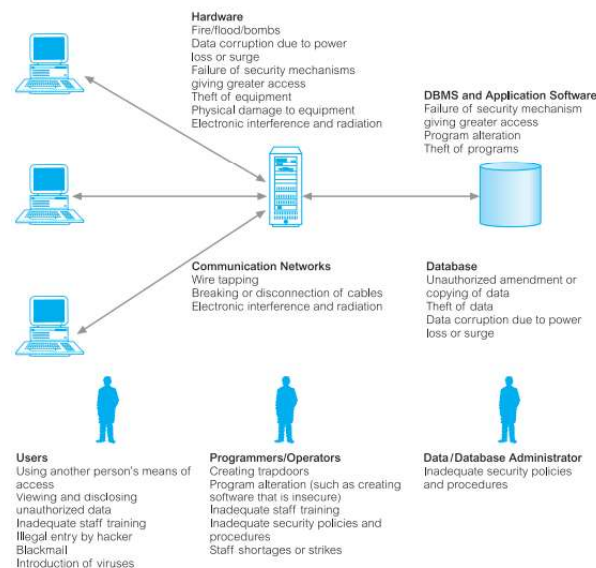 Hardware
Fire/flood/bombs
Data corruption due to power
loss or surge
Failure of security mechanisms
giving greater access
Theft of equipment
Physical damage to equipment
Electronic interference and radiation
DBMS and Application Software
Failure of security mechanism
giving greater access
Program alteration
Theft of programs
Communication Networks
Wire tapping
Breaking or disconnection of cables
Electronic interference and radiation
Database
Unauthorized amendment or
copying of data
Theft of data
Data corruption due to power
loss or surge
Users
Using another person's means of
access
Viewing and disclosing
unauthorized data
Inadequate staff training
Illegal entry by hacker
Blackmail
Introduction of viruses
Programmers/Operators
Creating trapdoors
Program alteration (such as creating
software that is insecure)
Inadequate staff training
Inadequate security policies and
procedures
Staff shortages or strikes
Data/Database Administrator
Inadequate security policies
and procedures